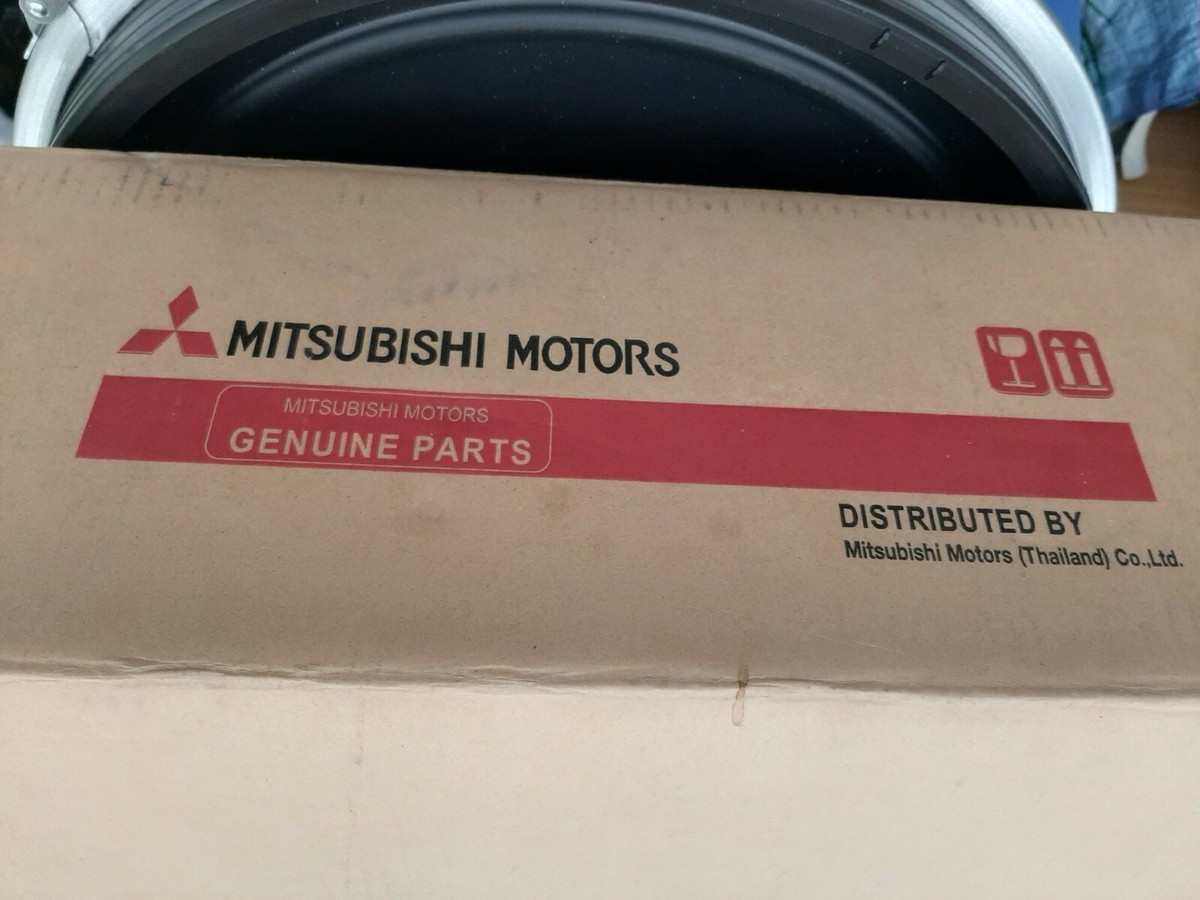 MITSUBISHI MOTORS
MITSUBISHI MOTORS
GENUINE PARTS
DISTRIBUTED BY
Mitsubishi Motors (Thailand) Co.,Ltd.